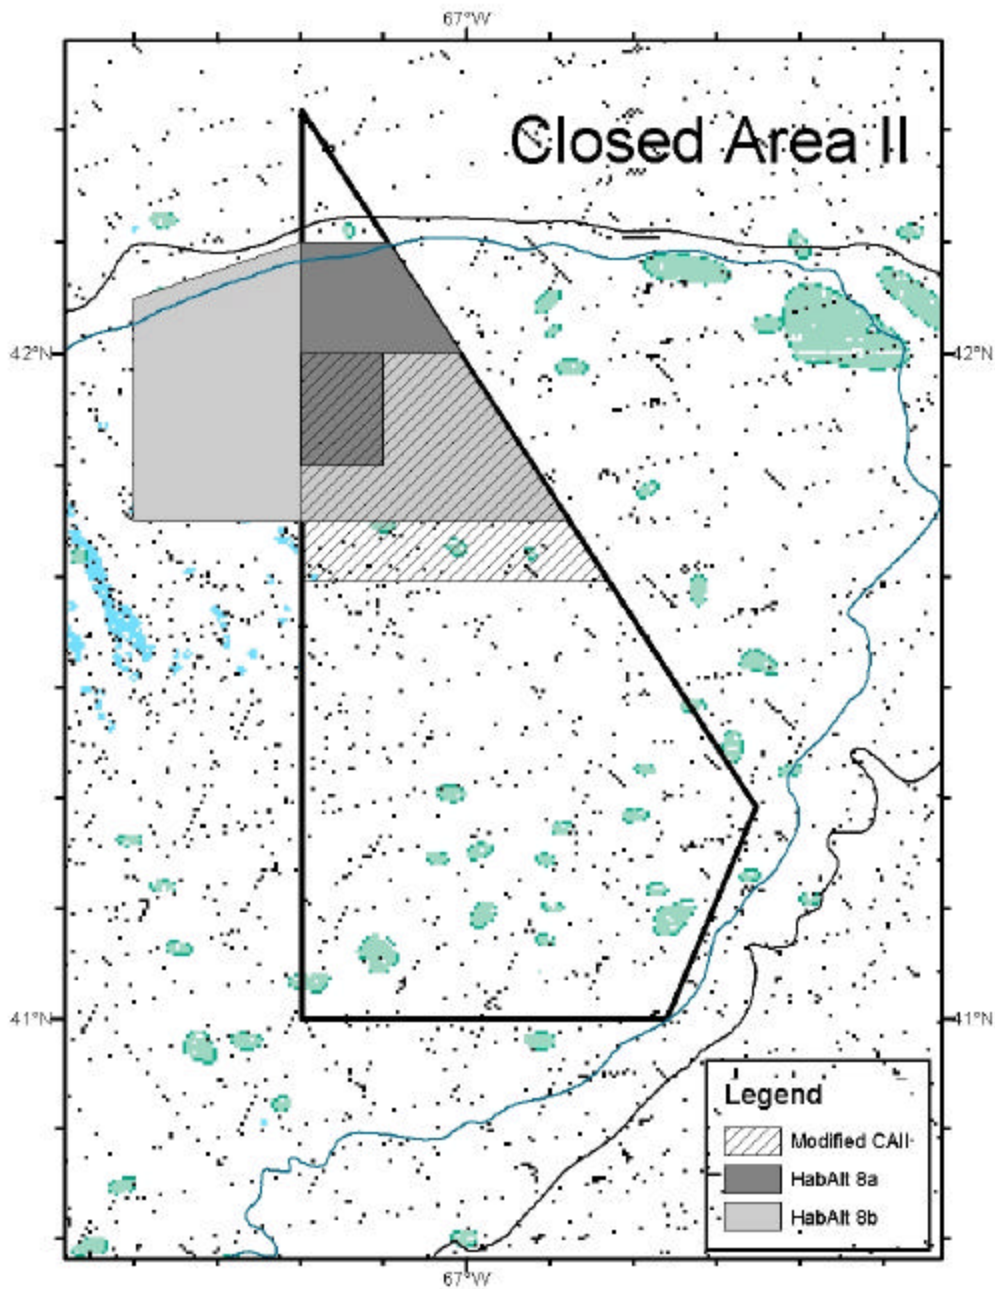 67°W
Closed Area II
42°N
42°N
41°N
41°N
Legend
Modified CAII
HabAlt 8a
HabAlt 8b
67°W